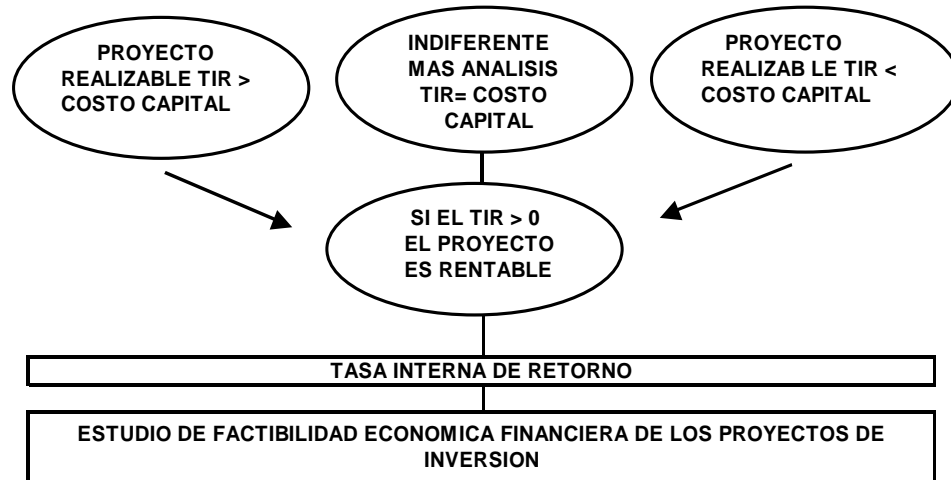 PROYECTO
REALIZABLE TIR >
COSTO CAPITAL
INDIFERENTE
MAS ANALISIS
TIR= COSTO
CAPITAL
PROYECTO
REALIZAB LE TIR <
COSTO CAPITAL
SI EL TIR > 0
EL PROYECTO
ES RENTABLE
TASA INTERNA DE RETORNO
ESTUDIO DE FACTIBILIDAD ECONOMICA FINANCIERA DE LOS PROYECTOS DE
INVERSION